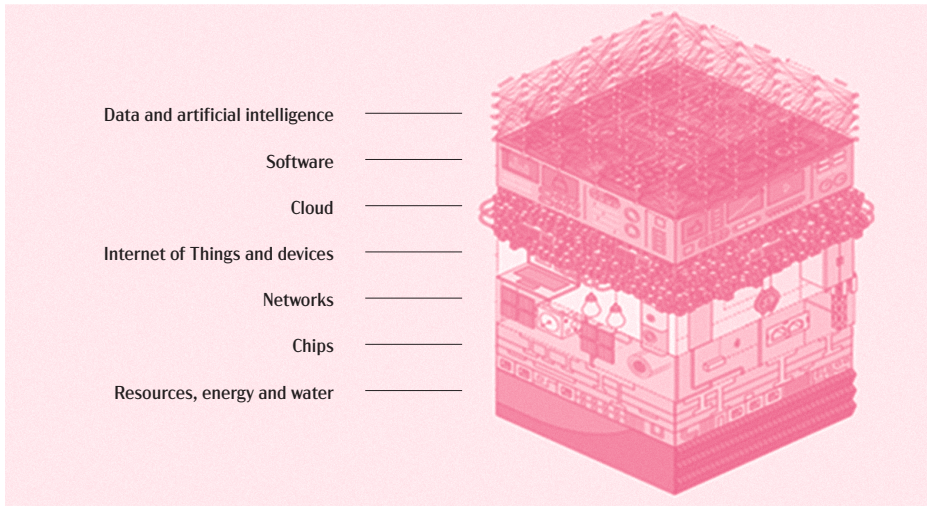 Data and artificial intelligence
Software
Cloud
Internet of Things and devices
Networks
Chips
Resources, energy and water